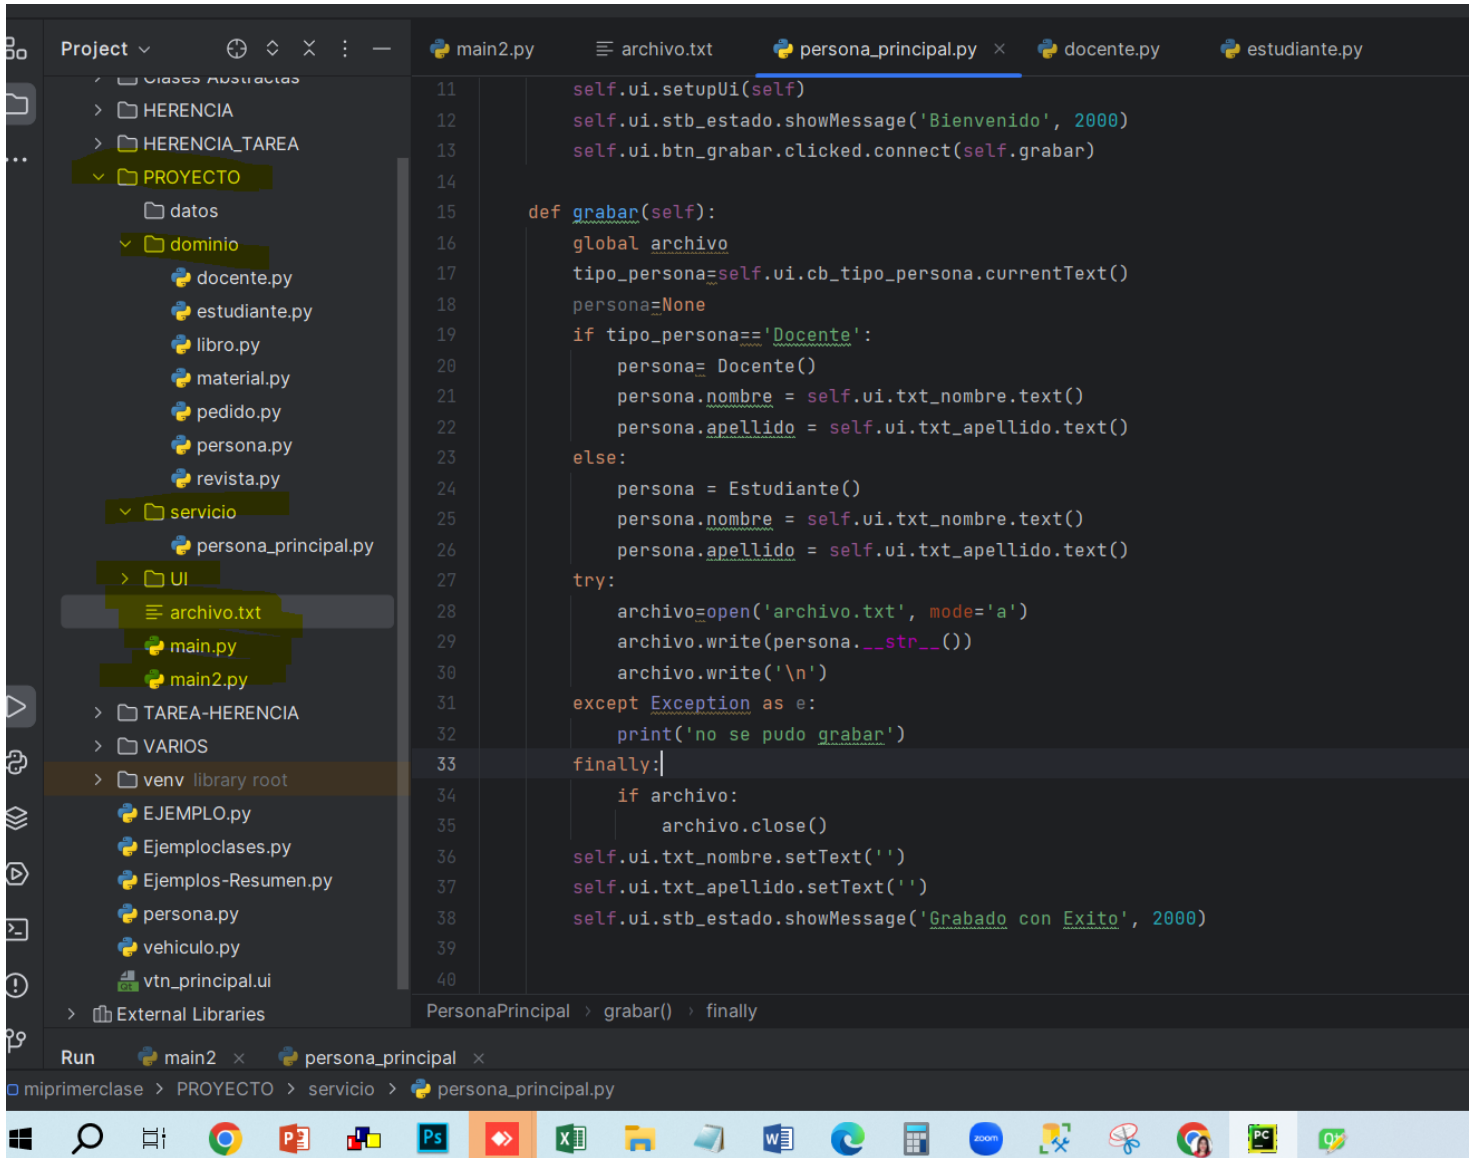 Project
main2.py
archivo.txt
persona_principal.py
docente.py
estudiante.py
Clases Abstractas
HERENCIA
HERENCIA_TAREA
PROYECTO
datos
dominio
docente.py
estudiante.py
libro.py
material.py
pedido.py
persona.py
revista.py
servicio
persona_principal.py
UI
archivo.txt
main.py
main2.py
TAREA-HERENCIA
VARIOS
venv library root
EJEMPLO.py
Ejemploclases.py
Ejemplos-Resumen.py
persona.py
vehiculo.py
vtn_principal.ui
External Libraries
11 self.ui.setupUi(self)
12 self.ui.stb_estado.showMessage('Bienvenido', 2000)
13 self.ui.btn_grabar.clicked.connect(self.grabar)
14
15 def grabar(self):
16 global archivo
17 tipo_persona=self.ui.cb_tipo_persona.currentText()
18 persona=None
19 if tipo_persona=='Docente':
20 persona= Docente()
21 persona.nombre = self.ui.txt_nombre.text()
22 persona.apellido = self.ui.txt_apellido.text()
23 else:
24 persona = Estudiante()
25 persona.nombre = self.ui.txt_nombre.text()
26 persona.apellido = self.ui.txt_apellido.text()
27 try:
28 archivo=open('archivo.txt', mode='a')
29 archivo.write(persona.__str__())
30 archivo.write('\n')
31 except Exception as e:
32 print('no se pudo grabar')
33 finally:
34 if archivo:
35 archivo.close()
36 self.ui.txt_nombre.setText('')
37 self.ui.txt_apellido.setText('')
38 self.ui.stb_estado.showMessage('Grabado con Exito', 2000)
39
40
PersonaPrincipal > grabar() > finally
Run main2 persona_principal
miprimerclase > PROYECTO > servicio > persona_principal.py
Ps
zoom
PC